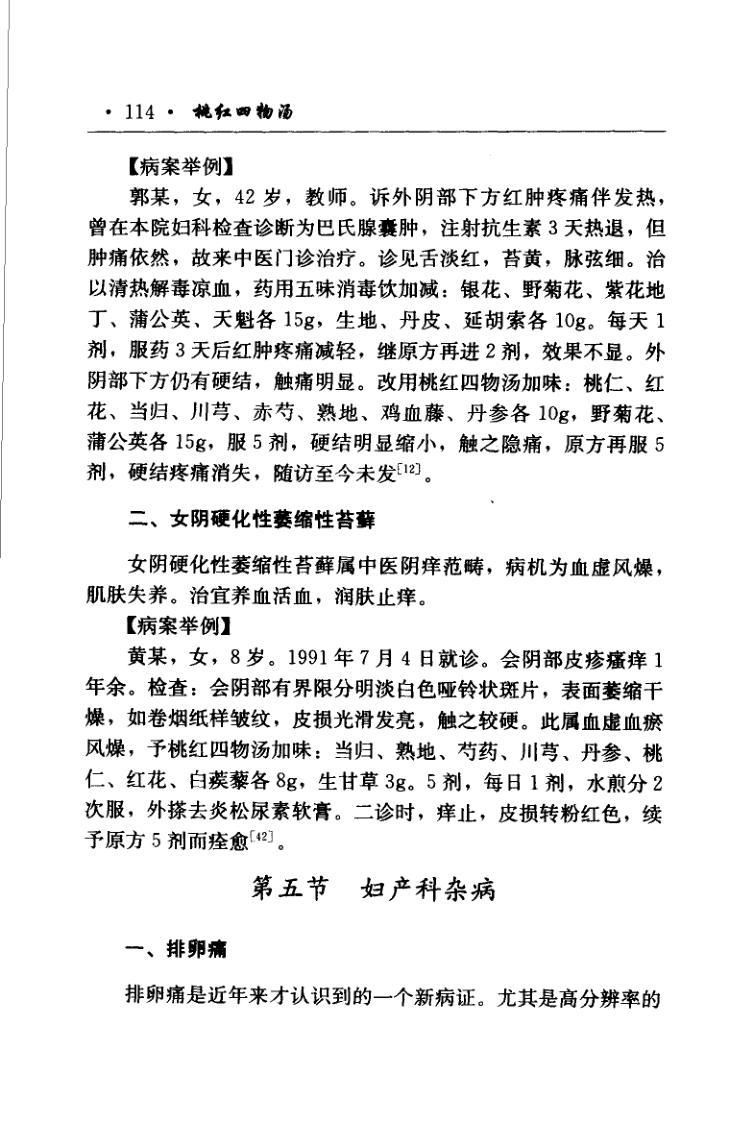 · 114 · 桃红四物汤
【病案举例】
郭某，女，42 岁，教师。诉外阴部下方红肿疼痛伴发热，
曾在本院妇科检查诊断为巴氏腺囊肿，注射抗生素 3 天热退，但
肿痛依然，故来中医门诊治疗。诊见舌淡红，苔黄，脉弦细。治
以清热解毒凉血，药用五味消毒饮加减：银花、野菊花、紫花地
丁、蒲公英、天魁各 15g，生地、丹皮、延胡索各 10g。每天 1
剂，服药 3 天后红肿疼痛减轻，继原方再进 2 剂，效果不显。外
阴部下方仍有硬结，触痛明显。改用桃红四物汤加味：桃仁、红
花、当归、川芎、赤芍、熟地、鸡血藤、丹参各 10g，野菊花、
蒲公英各 15g，服 5 剂，硬结明显缩小，触之隐痛，原方再服 5
剂，硬结疼痛消失，随访至今未发[12]。
二、女阴硬化性萎缩性苔藓
女阴硬化性萎缩性苔藓属中医阴痒范畴，病机为血虚风燥，
肌肤失养。治宜养血活血，润肤止痒。
【病案举例】
黄某，女，8 岁。1991 年 7 月 4 日就诊。会阴部皮疹瘙痒 1
年余。检查：会阴部有界限分明淡白色哑铃状斑片，表面萎缩干
燥，如卷烟纸样皱纹，皮损光滑发亮，触之较硬。此属血虚血瘀
风燥，予桃红四物汤加味：当归、熟地、芍药、川芎、丹参、桃
仁、红花、白蒺藜各 8g，生甘草 3g。5 剂，每日 1 剂，水煎分 2
次服，外搽去炎松尿素软膏。二诊时，痒止，皮损转粉红色，续
予原方 5 剂而痊愈[42]。
第五节 妇产科杂病
一、排卵痛
排卵痛是近年来才认识到的一个新病证。尤其是高分辨率的